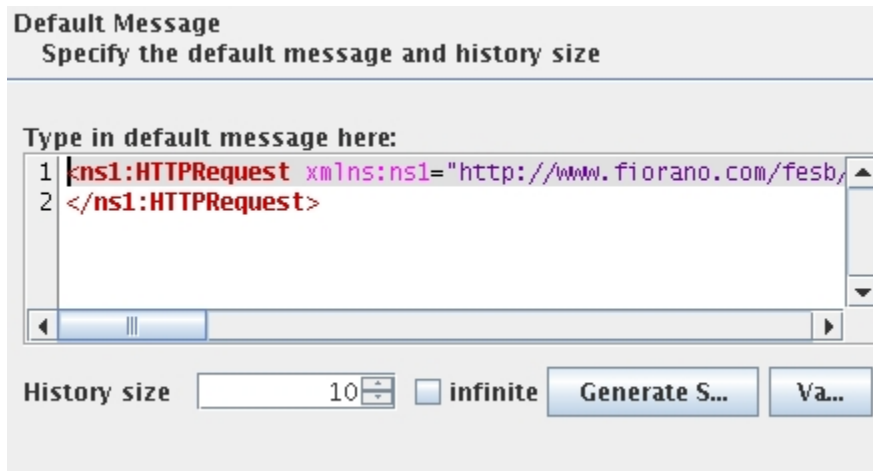 Default Message
Specify the default message and history size
Type in default message here:
1 <ns1:HTTPRequest xmlns:ns1="http://www.fiorano.com/fesb/
2 </ns1:HTTPRequest>
History size 10 infinite Generate S... Va...